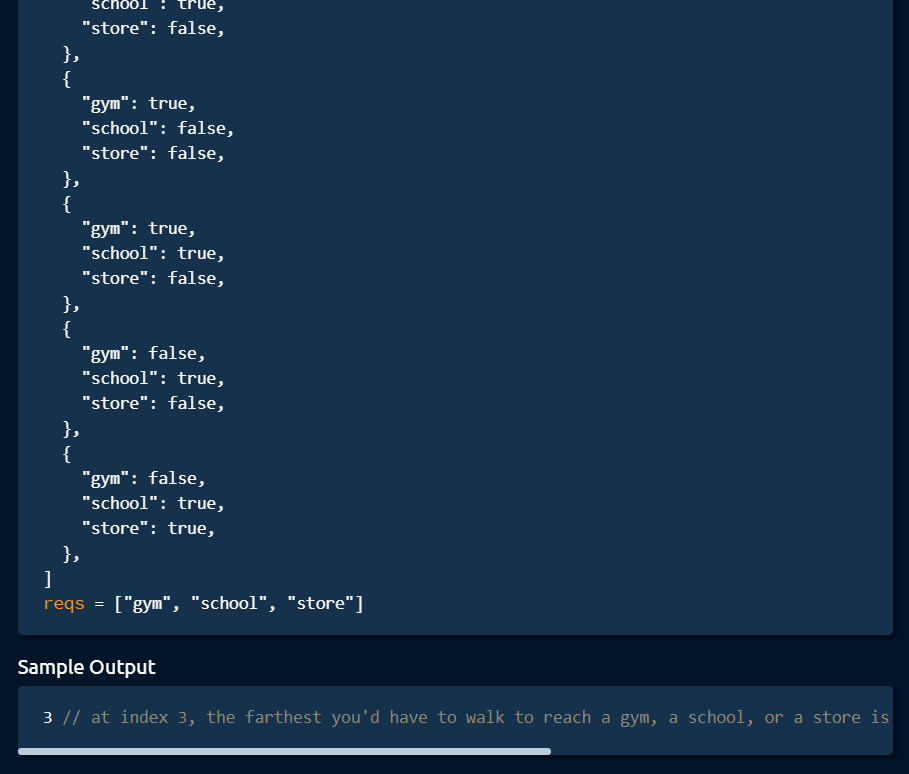 "school": true,
"store": false,
},
{
"gym": true,
"school": false,
"store": false,
},
{
"gym": true,
"school": true,
"store": false,
},
{
"gym": false,
"school": true,
"store": false,
},
{
"gym": false,
"school": true,
"store": true,
},
]
reqs = ["gym", "school", "store"]
Sample Output
3 // at index 3, the farthest you'd have to walk to reach a gym, a school, or a store is